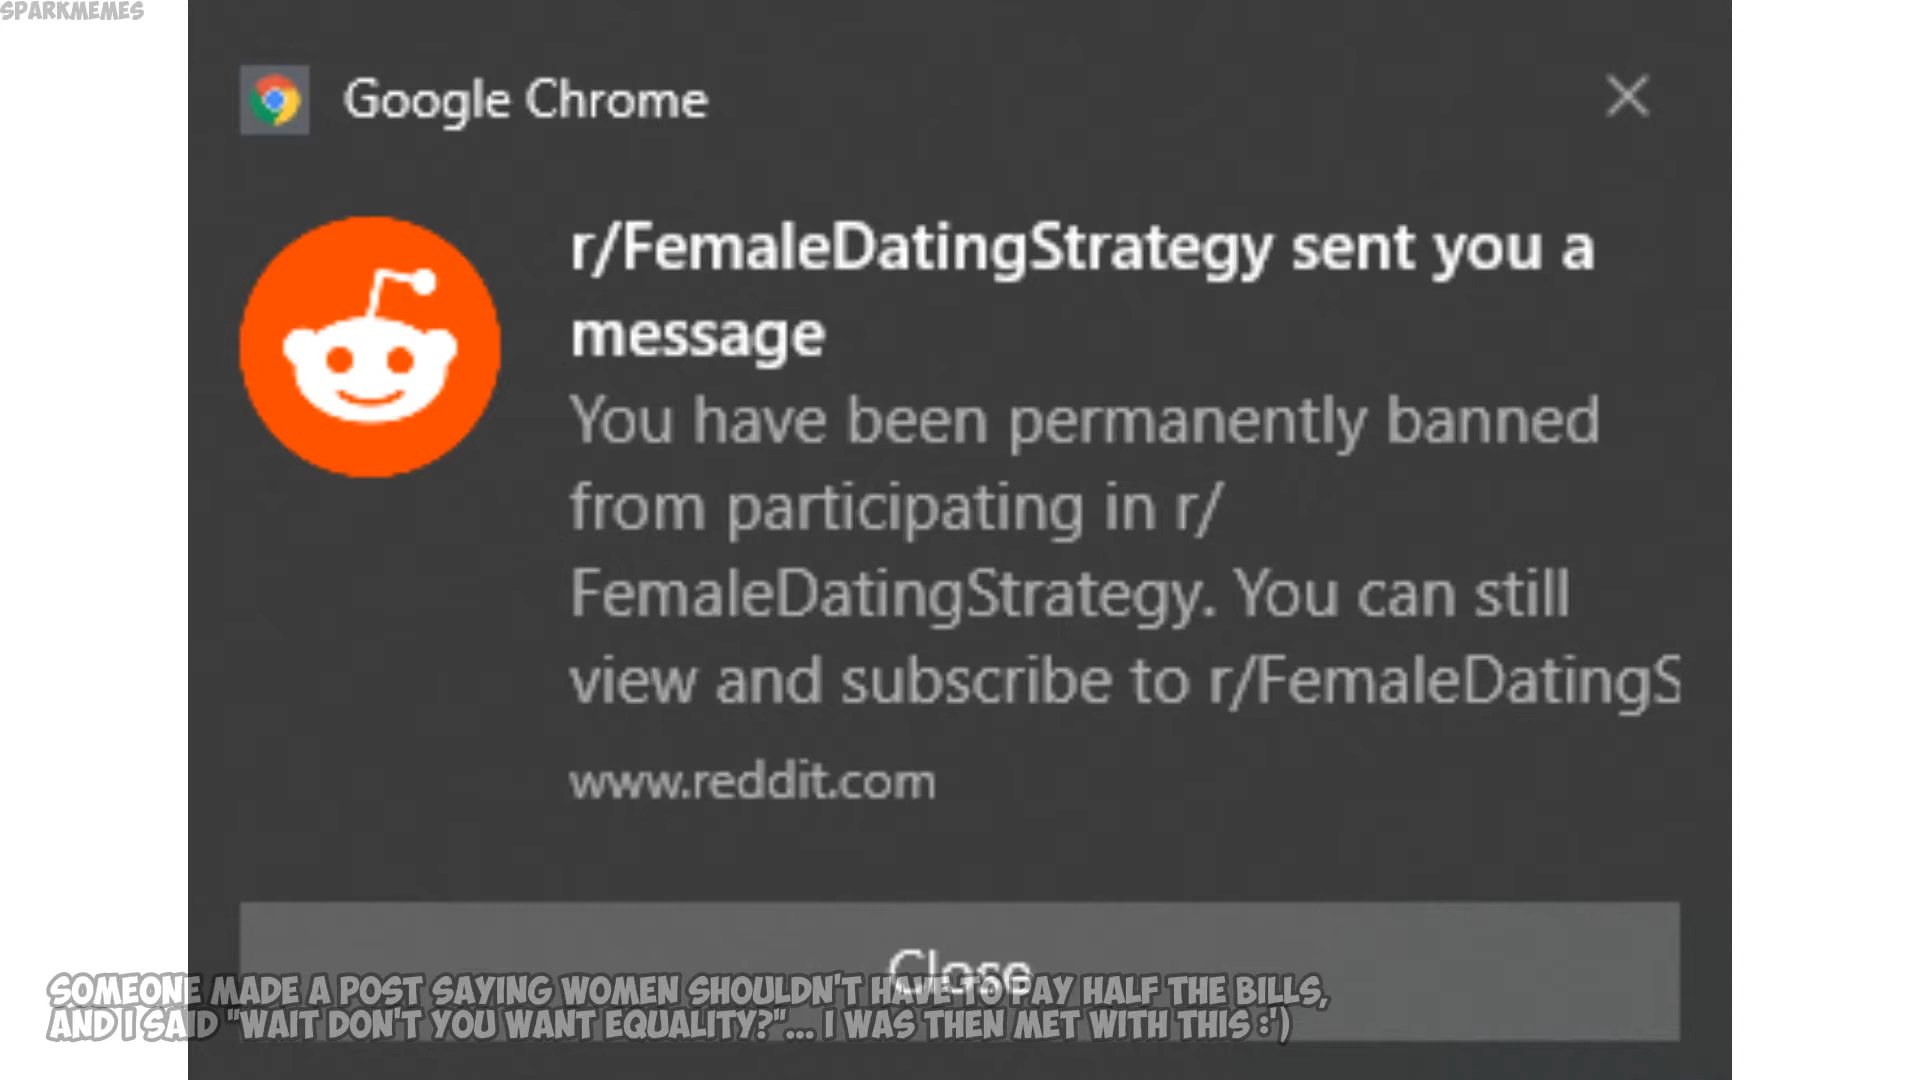 SPARKMEMES
Google Chrome
r/FemaleDatingStrategy sent you a
message
You have been permanently banned
from participating in r/
FemaleDatingStrategy. You can still
view and subscribe to r/FemaleDatingS
www.reddit.com
Close
SOMEONE MADE A POST SAYING WOMEN SHOULDN'T HAVE TO PAY HALF THE BILLS,
AND I SAID "WAIT DON'T YOU WANT EQUALITY?"... I WAS THEN MET WITH THIS :')